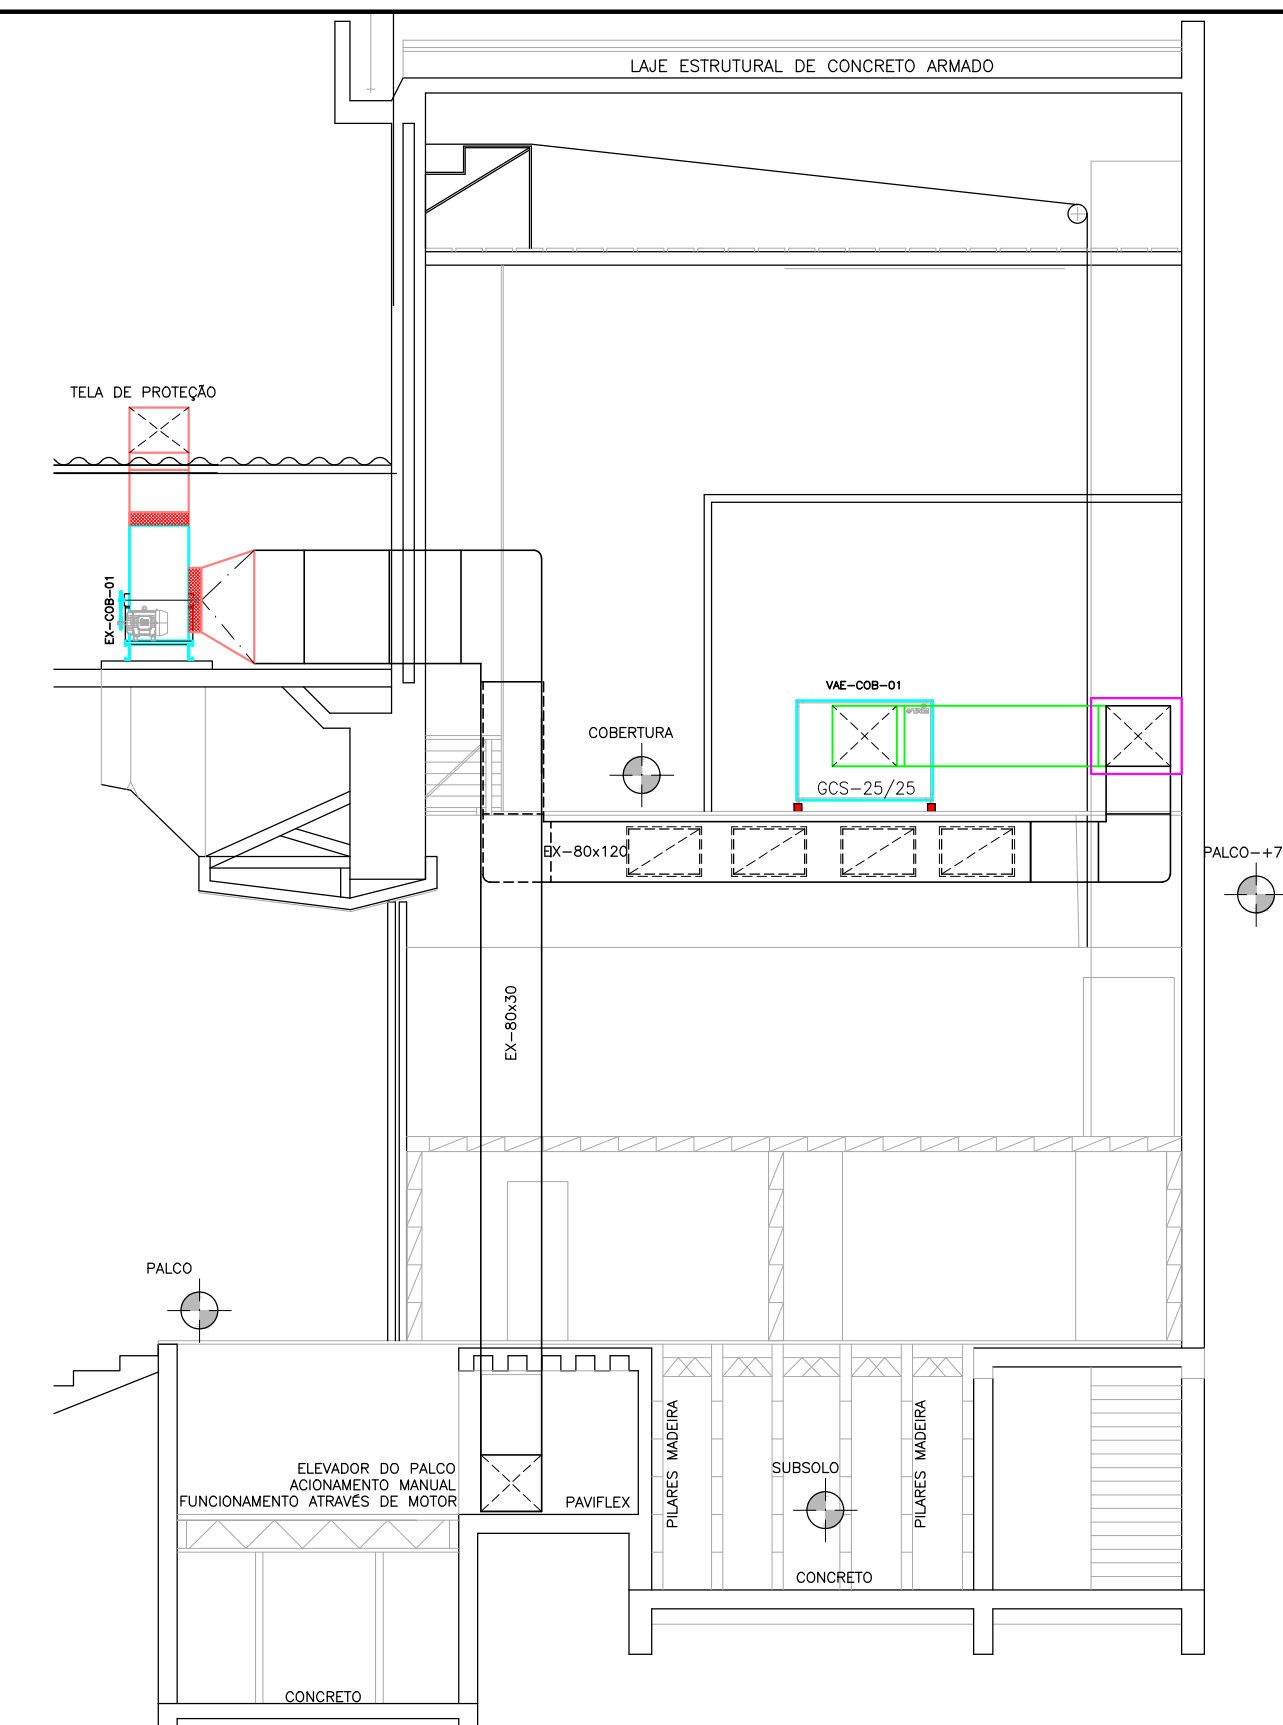 LAJE ESTRUTURAL DE CONCRETO ARMADO
TELA DE PROTEÇÃO
EX-COB-01
VAE-COB-01
COBERTURA
GCS-25/25
EX-80x120
PALCO-+7
EX-80x30
PALCO
PILARES MADEIRA
PILARES MADEIRA
ELEVADOR DO PALCO
ACIONAMENTO MANUAL
FUNCIONAMENTO ATRAVÉS DE MOTOR
PAVIFLEX
SUBSOLO
CONCRETO
CONCRETO